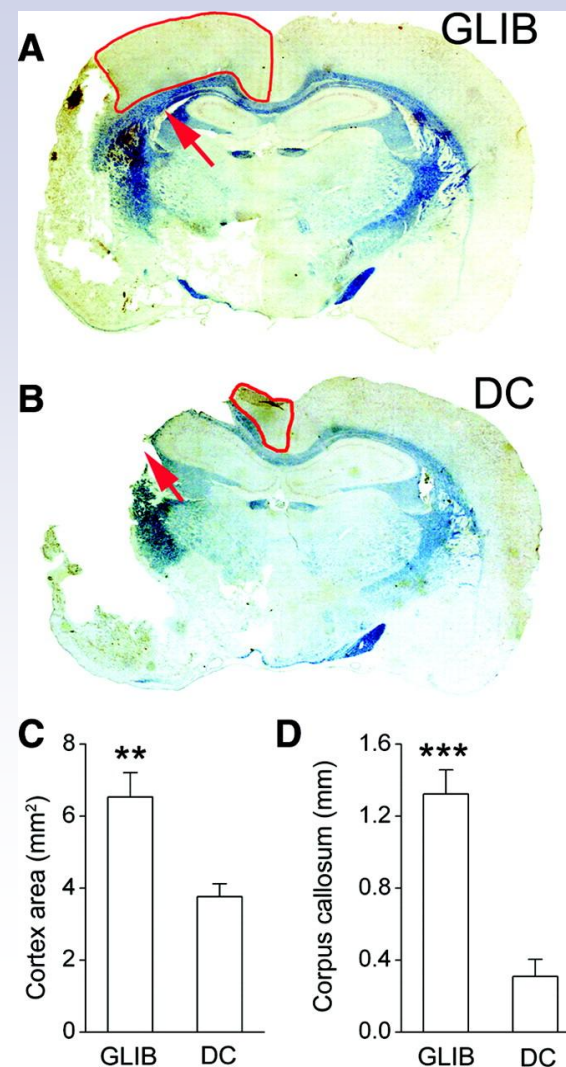 A
GLIB
B
DC
C
8
**
6
4
2
0
Cortex area (mm²)
GLIB
DC
D
1.6
***
1.2
0.8
0.4
0.0
Corpus callosum (mm)
GLIB
DC